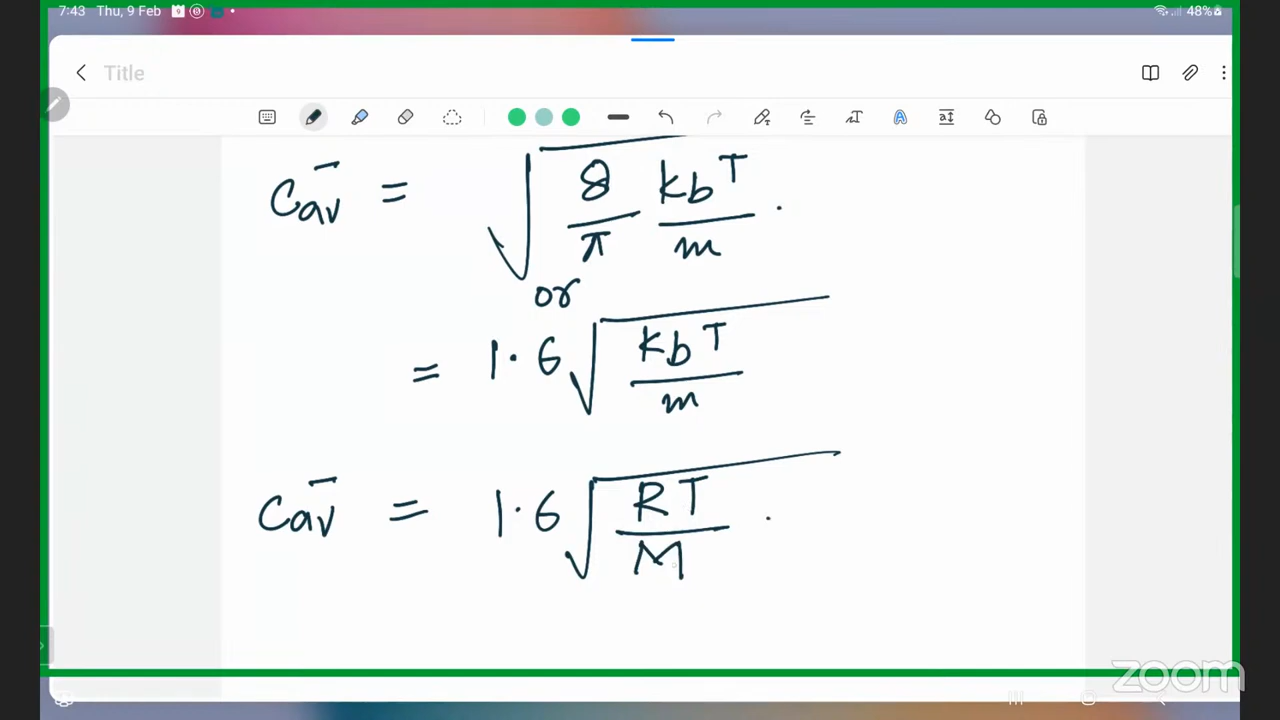 7:43 Thu, 9 Feb 48%
Title
Cav = √ 8/π kbT/m .
or
= 1.6 √ kbT/m
Cav = 1.6 √ RT/M .
zoom